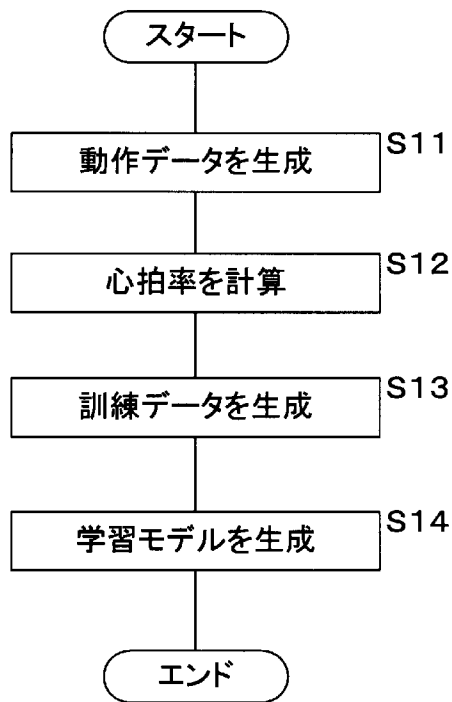 スタート
動作データを生成
S11
心拍率を計算
S12
訓練データを生成
S13
学習モデルを生成
S14
エンド